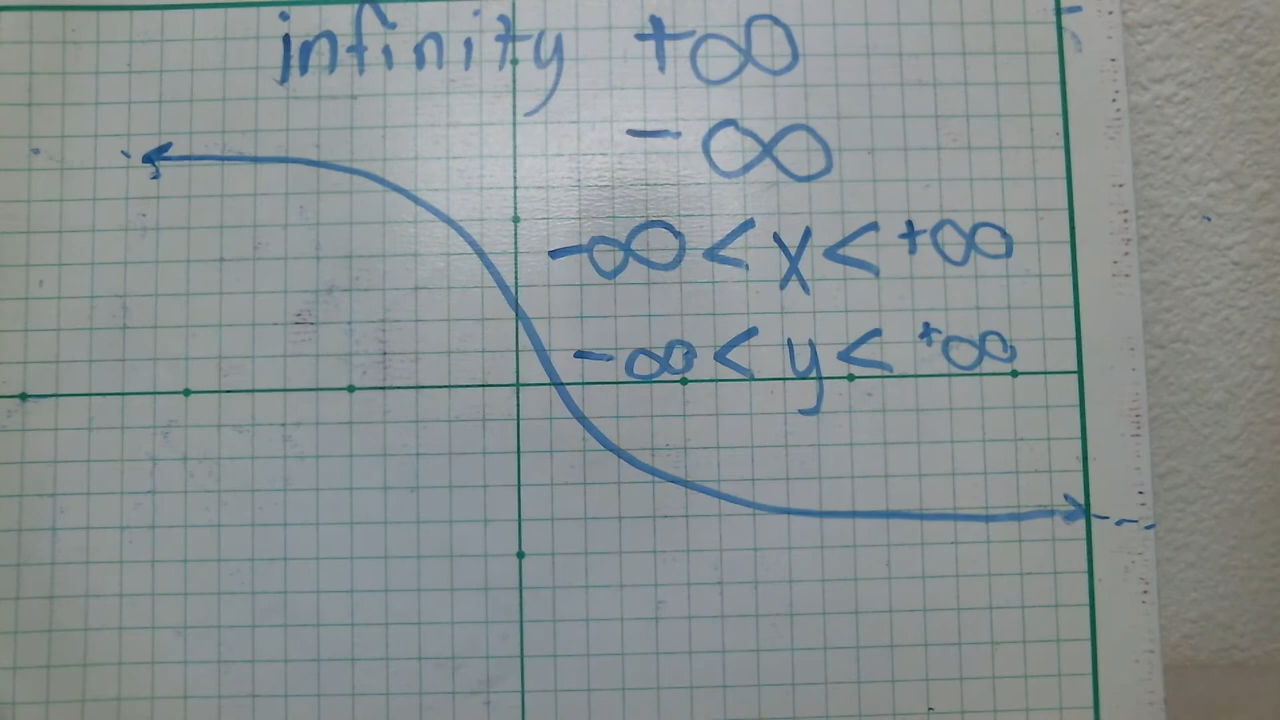 infinity +∞
-∞
-∞ < x < +∞
-∞ < y < +∞